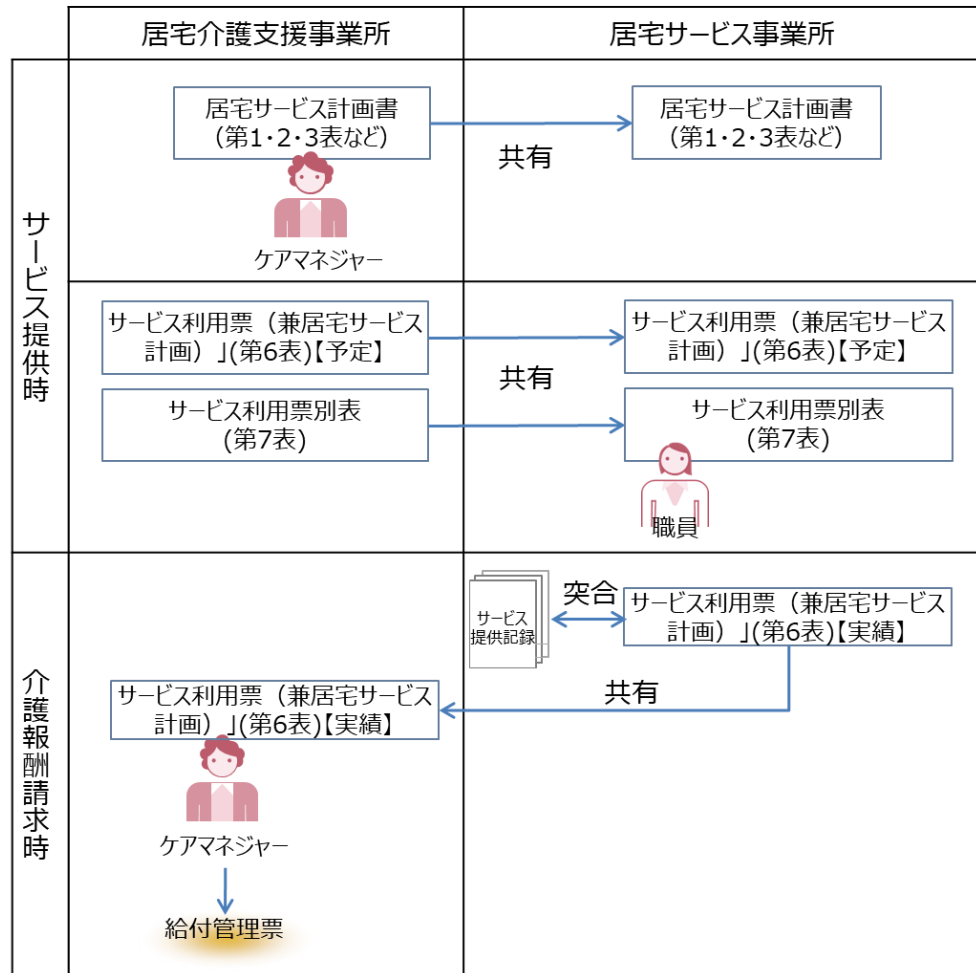 居宅介護支援事業所
居宅サービス事業所
サービス提供時
居宅サービス計画書
(第1・2・3表など)
共有
居宅サービス計画書
(第1・2・3表など)
ケアマネジャー
サービス利用票（兼居宅サービス
計画）」(第6表)【予定】
共有
サービス利用票（兼居宅サービス
計画）」(第6表)【予定】
サービス利用票別表
(第7表)
サービス利用票別表
(第7表)
職員
介護報酬請求時
サービス
提供記録
突合
サービス利用票（兼居宅サービス
計画）」(第6表)【実績】
共有
サービス利用票（兼居宅サービス
計画）」(第6表)【実績】
ケアマネジャー
給付管理票